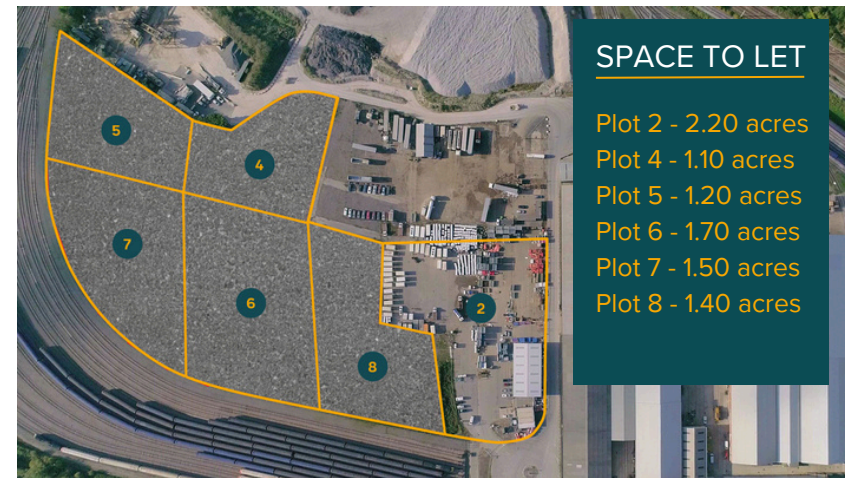 SPACE TO LET
Plot 2 - 2.20 acres
Plot 4 - 1.10 acres
Plot 5 - 1.20 acres
Plot 6 - 1.70 acres
Plot 7 - 1.50 acres
Plot 8 - 1.40 acres
5
4
7
6
2
8